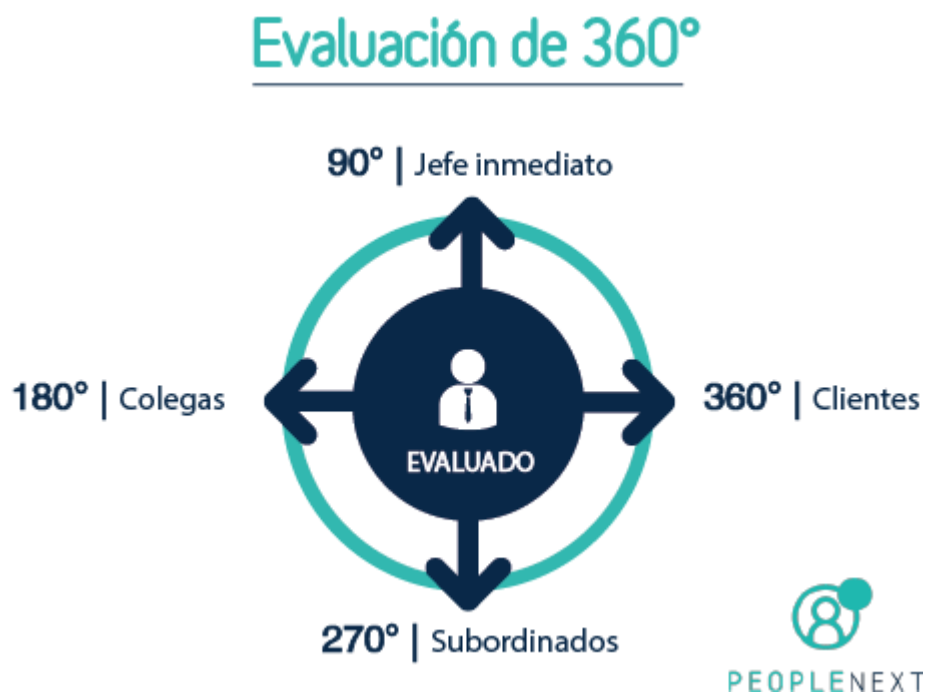 Evaluación de 360°
90° | Jefe inmediato
180° | Colegas
EVALUADO
360° | Clientes
270° | Subordinados
PEOPLENEXT